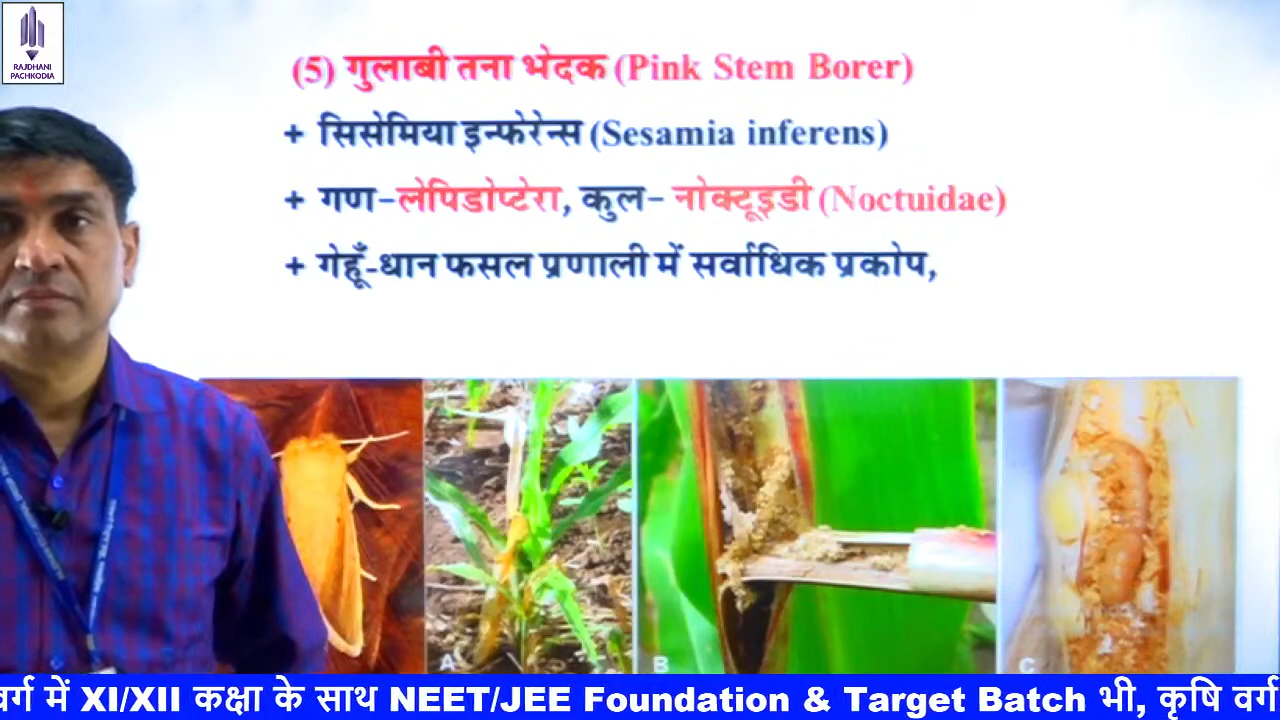 RAJDHANI
PACHKODIA
(5) गुलाबी तना भेदक (Pink Stem Borer)
+ सिसेमिया इन्फेरेन्स (Sesamia inferens)
+ गण-लेपिडोप्टेरा, कुल- नोक्टूइडी (Noctuidae)
+ गेहूँ-धान फसल प्रणाली में सर्वाधिक प्रकोप,
A
B
C
वर्ग में XI/XII कक्षा के साथ NEET/JEE Foundation & Target Batch भी, कृषि वर्ग